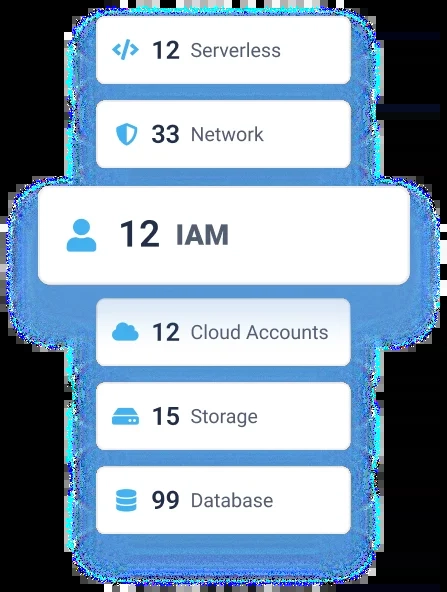 12 Serverless
33 Network
12 IAM
12 Cloud Accounts
15 Storage
99 Database